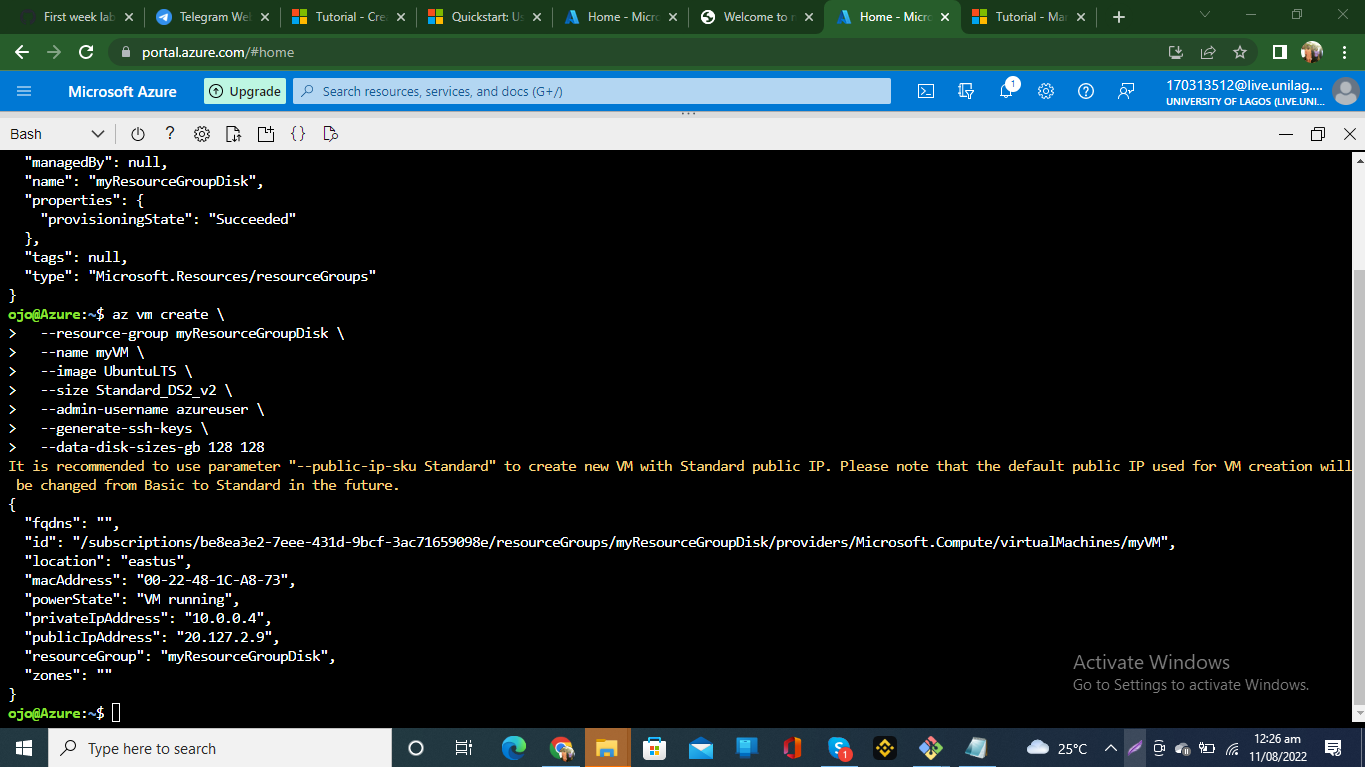 First week lab
Telegram Wel
Tutorial - Cre
Quickstart: Us
Home - Micro
Welcome to n
Home - Micro
Tutorial - Ma
portal.azure.com/#home
Microsoft Azure
Upgrade
Search resources, services, and docs (G+/)
1
170313512@live.unilag....
UNIVERSITY OF LAGOS (LIVE.UNI...
Bash
"managedBy": null,
"name": "myResourceGroupDisk",
"properties": {
"provisioningState": "Succeeded"
},
"tags": null,
"type": "Microsoft.Resources/resourceGroups"
}
ojo@Azure:~$ az vm create \
> --resource-group myResourceGroupDisk \
> --name myVM \
> --image UbuntuLTS \
> --size Standard_DS2_v2 \
> --admin-username azureuser \
> --generate-ssh-keys \
> --data-disk-sizes-gb 128 128
It is recommended to use parameter "--public-ip-sku Standard" to create new VM with Standard public IP. Please note that the default public IP used for VM creation will
be changed from Basic to Standard in the future.
{
"fqdns": "",
"id": "/subscriptions/be8ea3e2-7eee-431d-9bcf-3ac71659098e/resourceGroups/myResourceGroupDisk/providers/Microsoft.Compute/virtualMachines/myVM",
"location": "eastus",
"macAddress": "00-22-48-1C-A8-73",
"powerState": "VM running",
"privateIpAddress": "10.0.0.4",
"publicIpAddress": "20.127.2.9",
"resourceGroup": "myResourceGroupDisk",
"zones": ""
}
ojo@Azure:~$
Activate Windows
Go to Settings to activate Windows.
Type here to search
1
25°C
12:26 am
11/08/2022